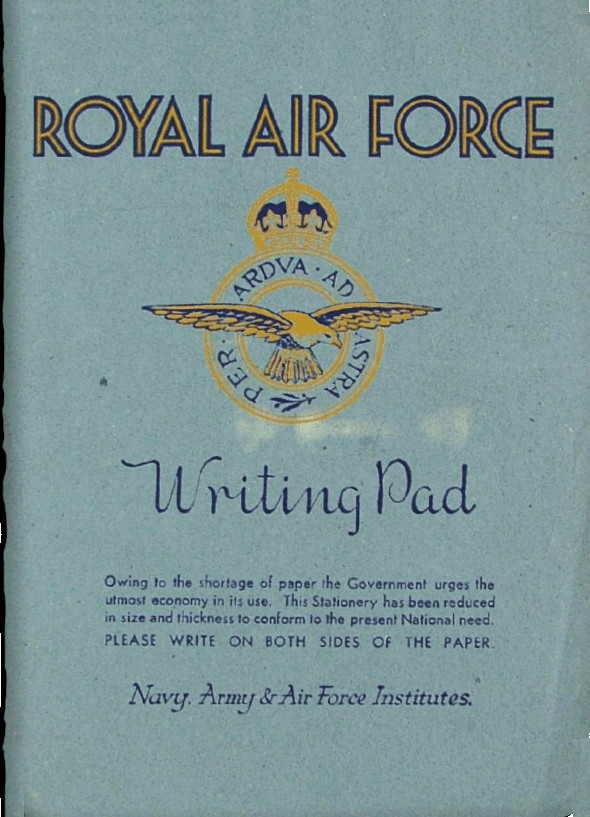 ROYAL AIR FORCE
PER · ARDVA · AD ASTRA
Writing Pad
Owing to the shortage of paper the Government urges the
utmost economy in its use. This Stationery has been reduced
in size and thickness to conform to the present National need.
PLEASE WRITE ON BOTH SIDES OF THE PAPER.
Navy, Army & Air Force Institutes.